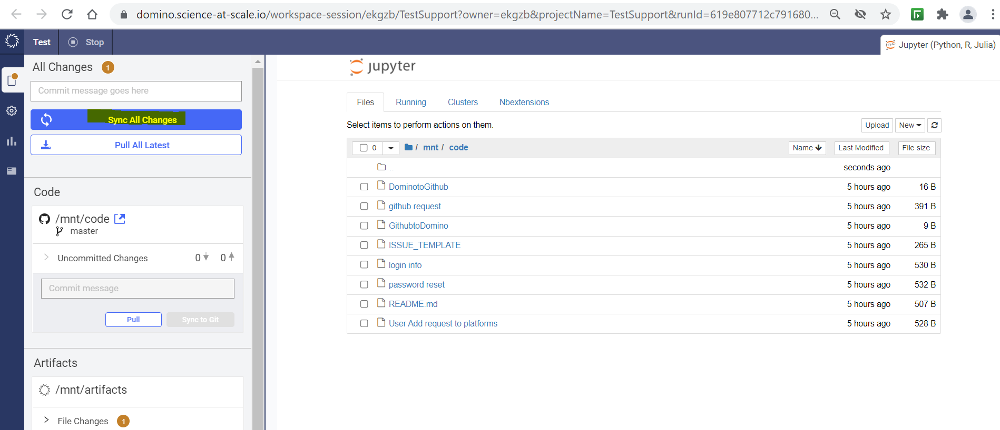 domino.science-at-scale.io/workspace-session/ekgzb/TestSupport?owner=ekgzb&projectName=TestSupport&runId=619e807712c791680...
Test
Stop
Jupyter (Python, R, Julia)
All Changes 1
Commit message goes here
Sync All Changes
Pull All Latest
Code
/mnt/code
master
Uncommitted Changes 0 0
Commit message
Pull Sync to Git
Artifacts
/mnt/artifacts
File Changes 1
jupyter
Files Running Clusters Nbextensions
Select items to perform actions on them.
Upload New
0 / mnt / code Name Last Modified File size
.. seconds ago
DominotoGithub 5 hours ago 16 B
github request 5 hours ago 391 B
GithubtoDomino 5 hours ago 9 B
ISSUE_TEMPLATE 5 hours ago 265 B
login info 5 hours ago 530 B
password reset 5 hours ago 532 B
README.md 5 hours ago 507 B
User Add request to platforms 5 hours ago 528 B